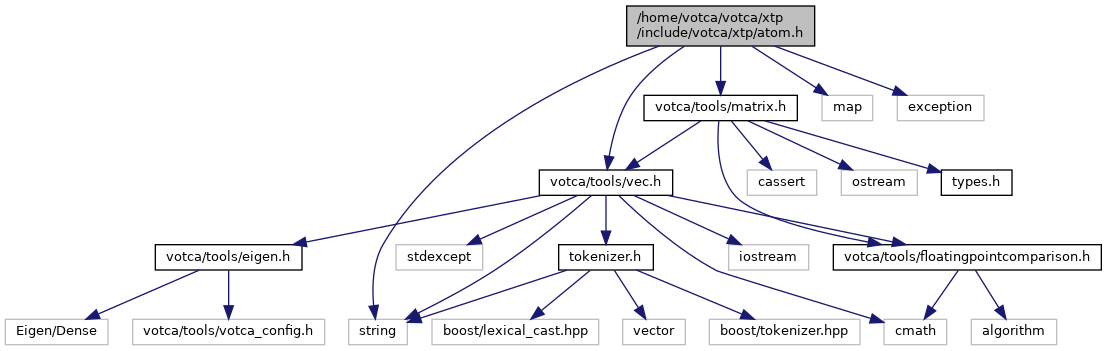 /home/votca/votca/xtp
/include/votca/xtp/atom.h
votca/tools/matrix.h
map
exception
votca/tools/vec.h
cassert
ostream
types.h
votca/tools/eigen.h
stdexcept
tokenizer.h
iostream
votca/tools/floatingpointcomparison.h
Eigen/Dense
votca/tools/votca_config.h
string
boost/lexical_cast.hpp
vector
boost/tokenizer.hpp
cmath
algorithm